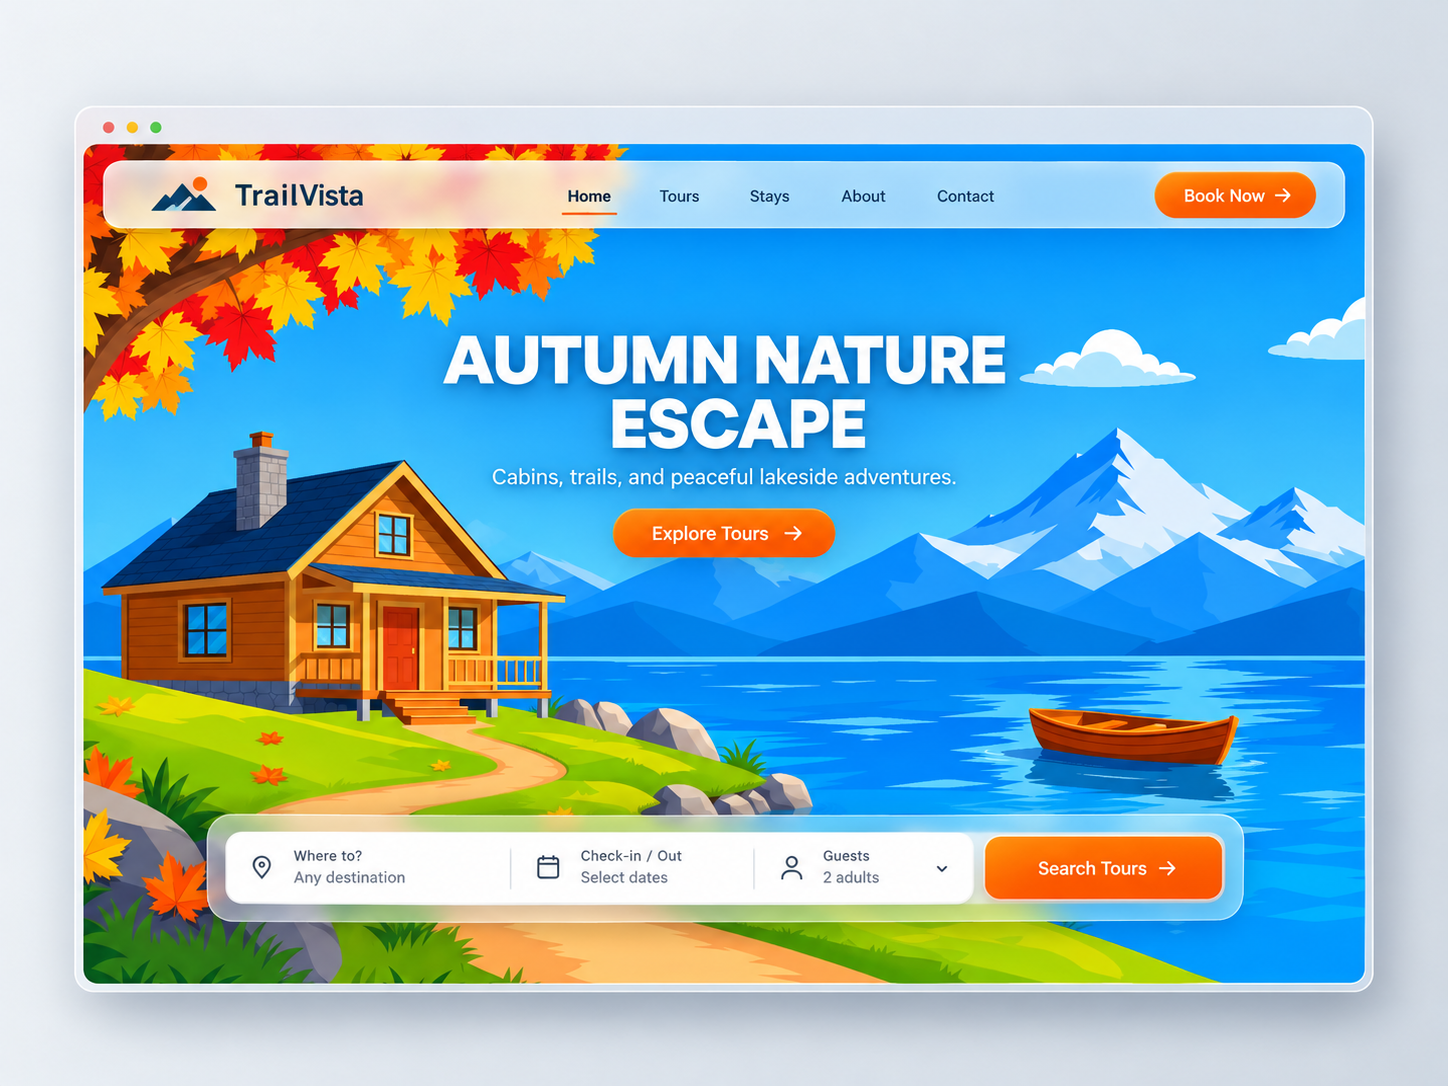 TrailVista
Home
Tours
Stays
About
Contact
Book Now
AUTUMN NATURE
ESCAPE
Cabins, trails, and peaceful lakeside adventures.
Explore Tours
Where to?
Any destination
Check-in / Out
Select dates
Guests
2 adults
Search Tours